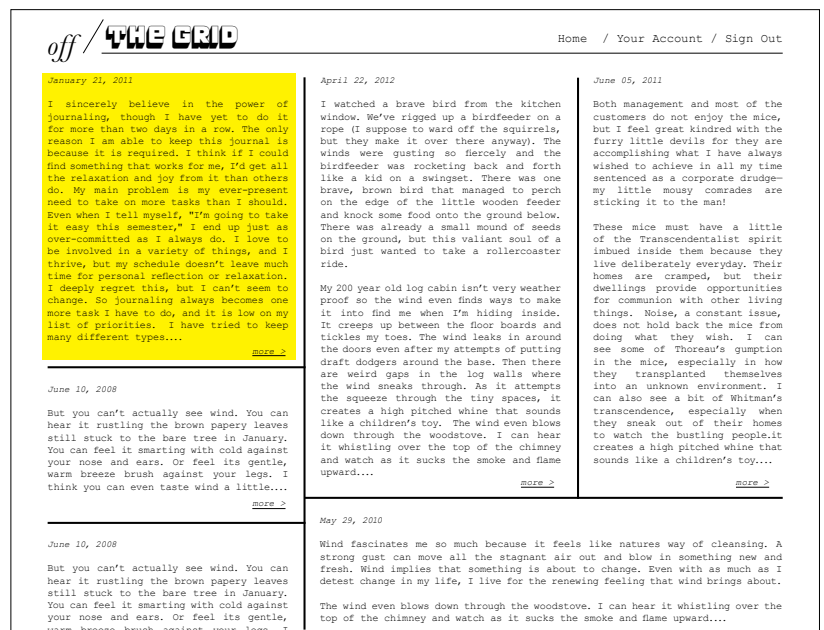 off / THE GRID
Home / Your Account / Sign Out
January 21, 2011
I sincerely believe in the power of
journaling, though I have yet to do it
for more than two days in a row. The only
reason I am able to keep this journal is
because it is required. I think if I could
find something that works for me, I'd get all
the relaxation and joy from it than others
do. My main problem is my ever-present
need to take on more tasks than I should.
Even when I tell myself, "I'm going to take
it easy this semester," I end up just as
over-committed as I always do. I love to
be involved in a variety of things, and I
thrive, but my schedule doesn't leave much
time for personal reflection or relaxation.
I deeply regret this, but I can't seem to
change. So journaling always becomes one
more task I have to do, and it is low on my
list of priorities.  I have tried to keep
many different types....
more >
June 10, 2008
But you can't actually see wind. You can
hear it rustling the brown papery leaves
still stuck to the bare tree in January.
You can feel it smarting with cold against
your nose and ears. Or feel its gentle,
warm breeze brush against your legs. I
think you can even taste wind a little....
more >
June 10, 2008
But you can't actually see wind. You can
hear it rustling the brown papery leaves
still stuck to the bare tree in January.
You can feel it smarting with cold against
your nose and ears. Or feel its gentle,
warm breeze brush against your legs. I
April 22, 2012
I watched a brave bird from the kitchen
window. We've rigged up a birdfeeder on a
rope (I suppose to ward off the squirrels,
but they make it over there anyway). The
winds were gusting so fiercely and the
birdfeeder was rocking back and forth
like a kid on a swingset. There was one
brave, brown bird that managed to perch
on the edge of the little wooden feeder
and knock some food onto the ground below.
There was already a small mound of seeds
on the ground, but this valiant soul of a
bird just wanted to take a rollercoaster
ride.
My 200 year old log cabin isn't very weather
proof so the wind even finds ways to make
it into find me when I'm hiding inside.
It creeps up between the floor boards and
tickles my toes. The wind leaks in around
the doors even after my attempts of putting
draft dodgers around the base. Then there
are weird gaps in the log walls where
the wind sneaks through. As it attempts
the squeeze through the tiny spaces, it
creates a high pitched whine that sounds
like a children's toy.  The wind even blows
down through the woodstove. I can hear
it whistling over the top of the chimney
and watch as it sucks the smoke and flame
upward....
more >
June 05, 2011
Both management and most of the
customers do not enjoy the mice,
but I feel great kindred with the
furry little devils for they are
accomplishing what I have always
wished to achieve in all my time
sentenced as a corporate drudge—
my little mousy comrades are
sticking it to the man!
These mice must have a little
of the Transcendentalist spirit
imbued inside them because they
live deliberately everyday. Their
homes are cramped, but their
dwellings provide opportunities
for communion with other living
things.  Noise, a constant issue,
does not hold back the mice from
doing what they wish. I can
see some of Thoreau's gumption
in the mice, especially in how
they transplanted themselves
into an unknown environment. I
can also see a bit of Whitman's
transcendence, especially when
they sneak out of their homes
to watch the bustling people.it
creates a high pitched whine that
sounds like a children's toy....
more >
May 29, 2010
Wind fascinates me so much because it feels like natures way of cleansing. A
strong gust can move all the stagnant air out and blow in something new and
fresh. Wind implies that something is about to change. Even with as much as I
detest change in my life, I live for the renewing feeling that wind brings about.
The wind even blows down through the woodstove. I can hear it whistling over the
top of the chimney and watch as it sucks the smoke and flame upward....